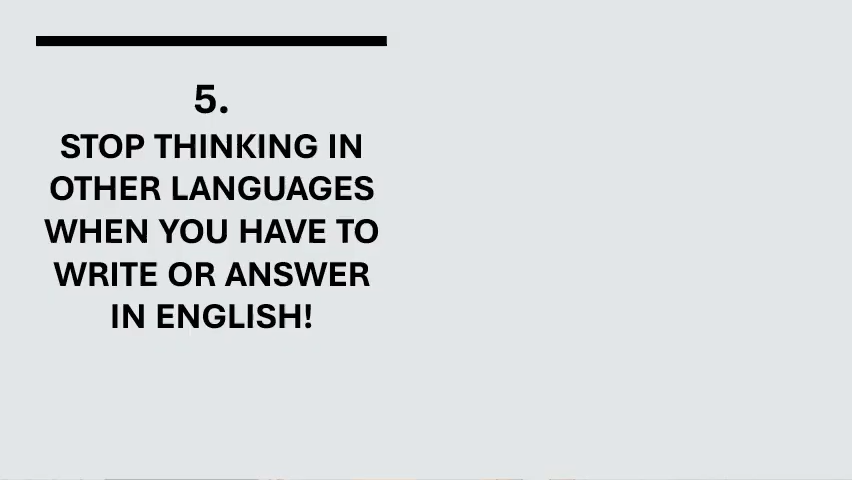 5.
STOP THINKING IN
OTHER LANGUAGES
WHEN YOU HAVE TO
WRITE OR ANSWER
IN ENGLISH!